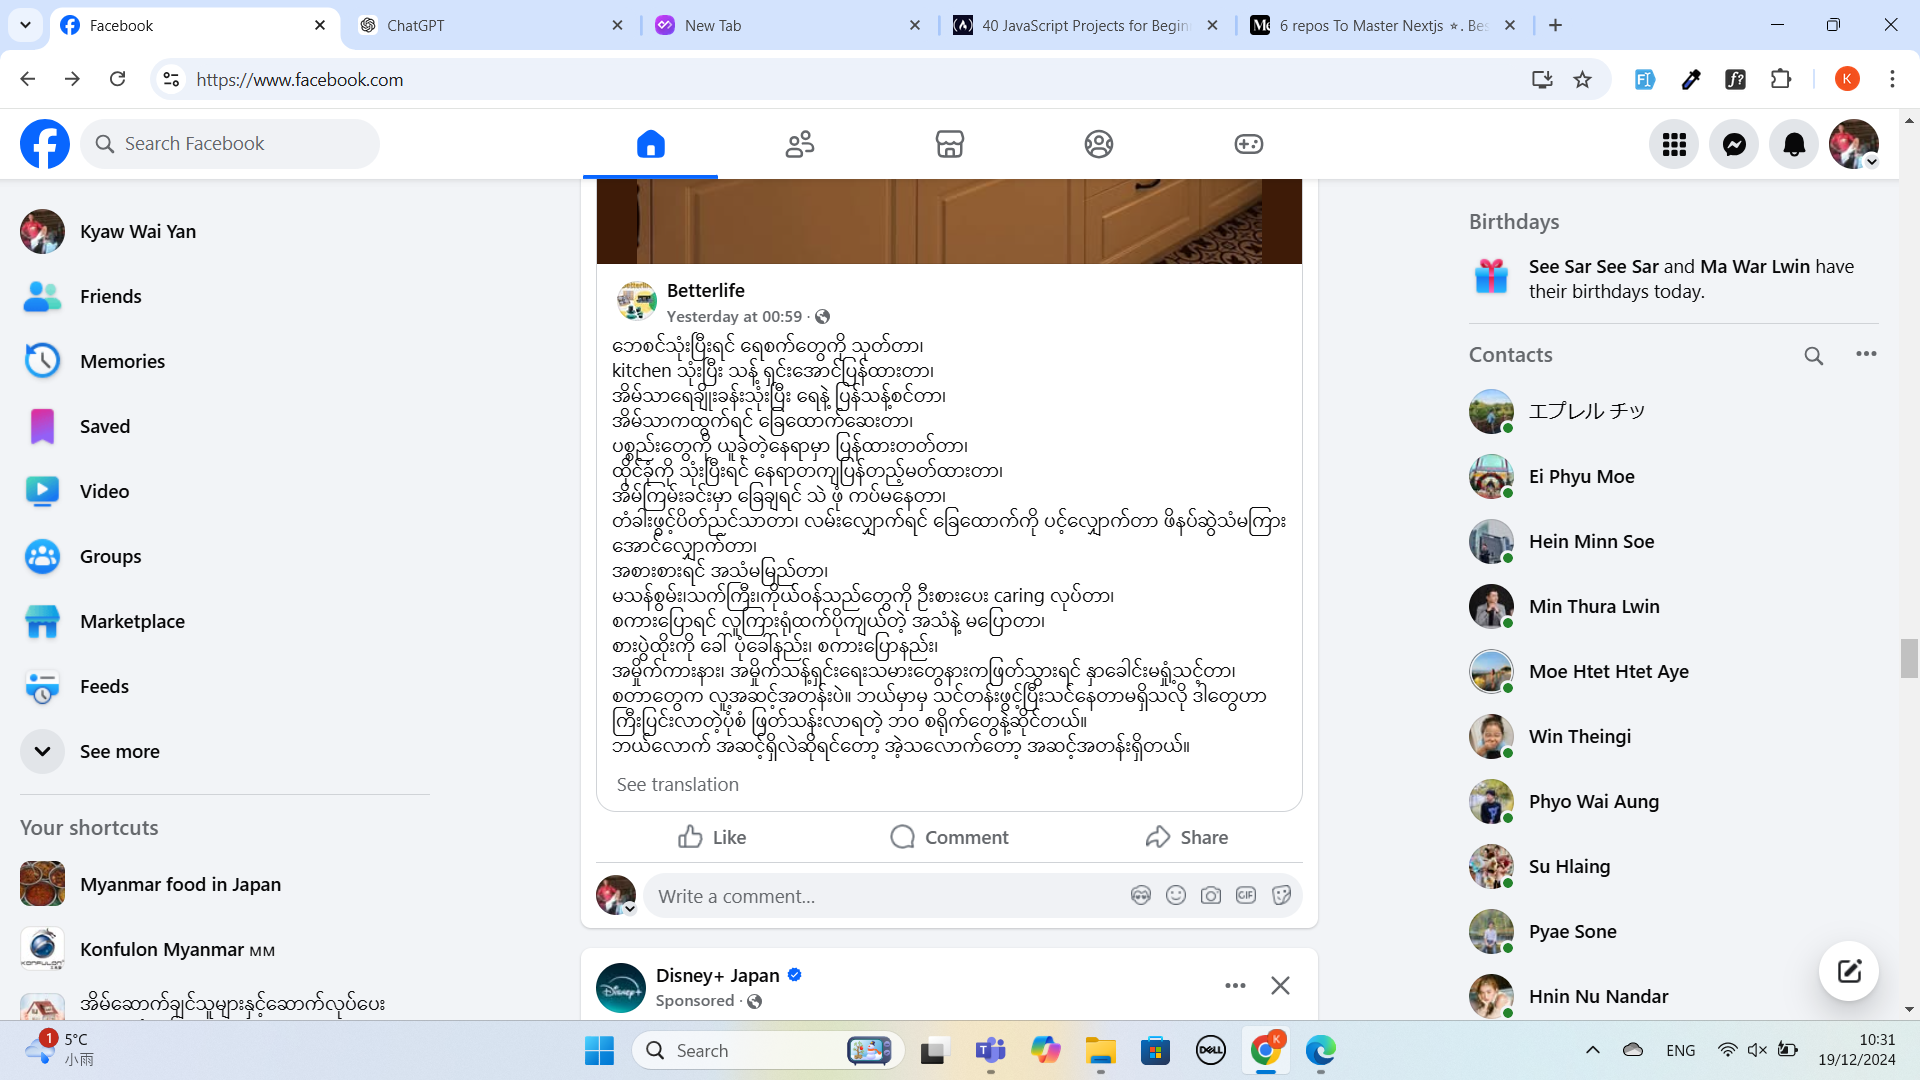 Facebook
ChatGPT
New Tab
40 JavaScript Projects for Begin
6 repos To Master Nextjs ⭐. Bes
https://www.facebook.com
K
Search Facebook
Kyaw Wai Yan
Friends
Memories
Saved
Video
Groups
Marketplace
Feeds
See more
Your shortcuts
Myanmar food in Japan
Konfulon Myanmar ᴍᴍ
အိမ်ဆောက်ချင်သူများနှင့်ဆောက်လုပ်ပေး
Betterlife
Yesterday at 00:59 ·
ဘေစင်သုံးပြီးရင် ရေစက်တွေကို သုတ်တာ၊
kitchen သုံးပြီး သန့် ရှင်းအောင်ပြန်ထားတာ၊
အိမ်သာရေချိုးခန်းသုံးပြီး ရေနဲ့ ပြန်သန့်စင်တာ၊
အိမ်သာကထွက်ရင် ခြေထောက်ဆေးတာ၊
ပစ္စည်းတွေကို ယူခဲ့တဲ့နေရာမှာ ပြန်ထားတတ်တာ၊
ထိုင်ခုံကို သုံးပြီးရင် နေရာတကျပြန်တည့်မတ်ထားတာ၊
အိမ်ကြမ်းခင်းမှာ ခြေချရင် သဲ ဖုံ ကပ်မနေတာ၊
တံခါးဖွင့်ပိတ်ညင်သာတာ၊ လမ်းလျှောက်ရင် ခြေထောက်ကို ပင့်လျှောက်တာ ဖိနပ်ဆွဲသံမကြား
အောင်လျှောက်တာ၊
အစားစားရင် အသံမမြည်တာ၊
မသန်စွမ်း၊သက်ကြီး၊ကိုယ်ဝန်သည်တွေကို ဦးစားပေး caring လုပ်တာ၊
စကားပြောရင် လူကြားရုံထက်ပိုကျယ်တဲ့ အသံနဲ့ မပြောတာ၊
စားပွဲထိုးကို ခေါ် ပုံခေါ်နည်း၊ စကားပြောနည်း၊
အမှိုက်ကားနား၊ အမှိုက်သန့်ရှင်းရေးသမားတွေနားကဖြတ်သွားရင် နှာခေါင်းမရှုံ့သင့်တာ၊
စတာတွေက လူ့အဆင့်အတန်းပဲ။ ဘယ်မှာမှ သင်တန်းဖွင့်ပြီးသင်နေတာမရှိသလို ဒါတွေဟာ
ကြီးပြင်းလာတဲ့ပုံစံ ဖြတ်သန်းလာရတဲ့ ဘဝ စရိုက်တွေနဲ့ဆိုင်တယ်။
ဘယ်လောက် အဆင့်ရှိလဲဆိုရင်တော့ အဲ့သလောက်တော့ အဆင့်အတန်းရှိတယ်။
See translation
Like
Comment
Share
Write a comment...
GIF
Disney+ Japan
Sponsored ·
Birthdays
See Sar See Sar and Ma War Lwin have
their birthdays today.
Contacts
エプレル チッ
Ei Phyu Moe
Hein Minn Soe
Min Thura Lwin
Moe Htet Htet Aye
Win Theingi
Phyo Wai Aung
Su Hlaing
Pyae Sone
Hnin Nu Nandar
1
5°C
小雨
Search
DELL
K
ENG
10:31
19/12/2024